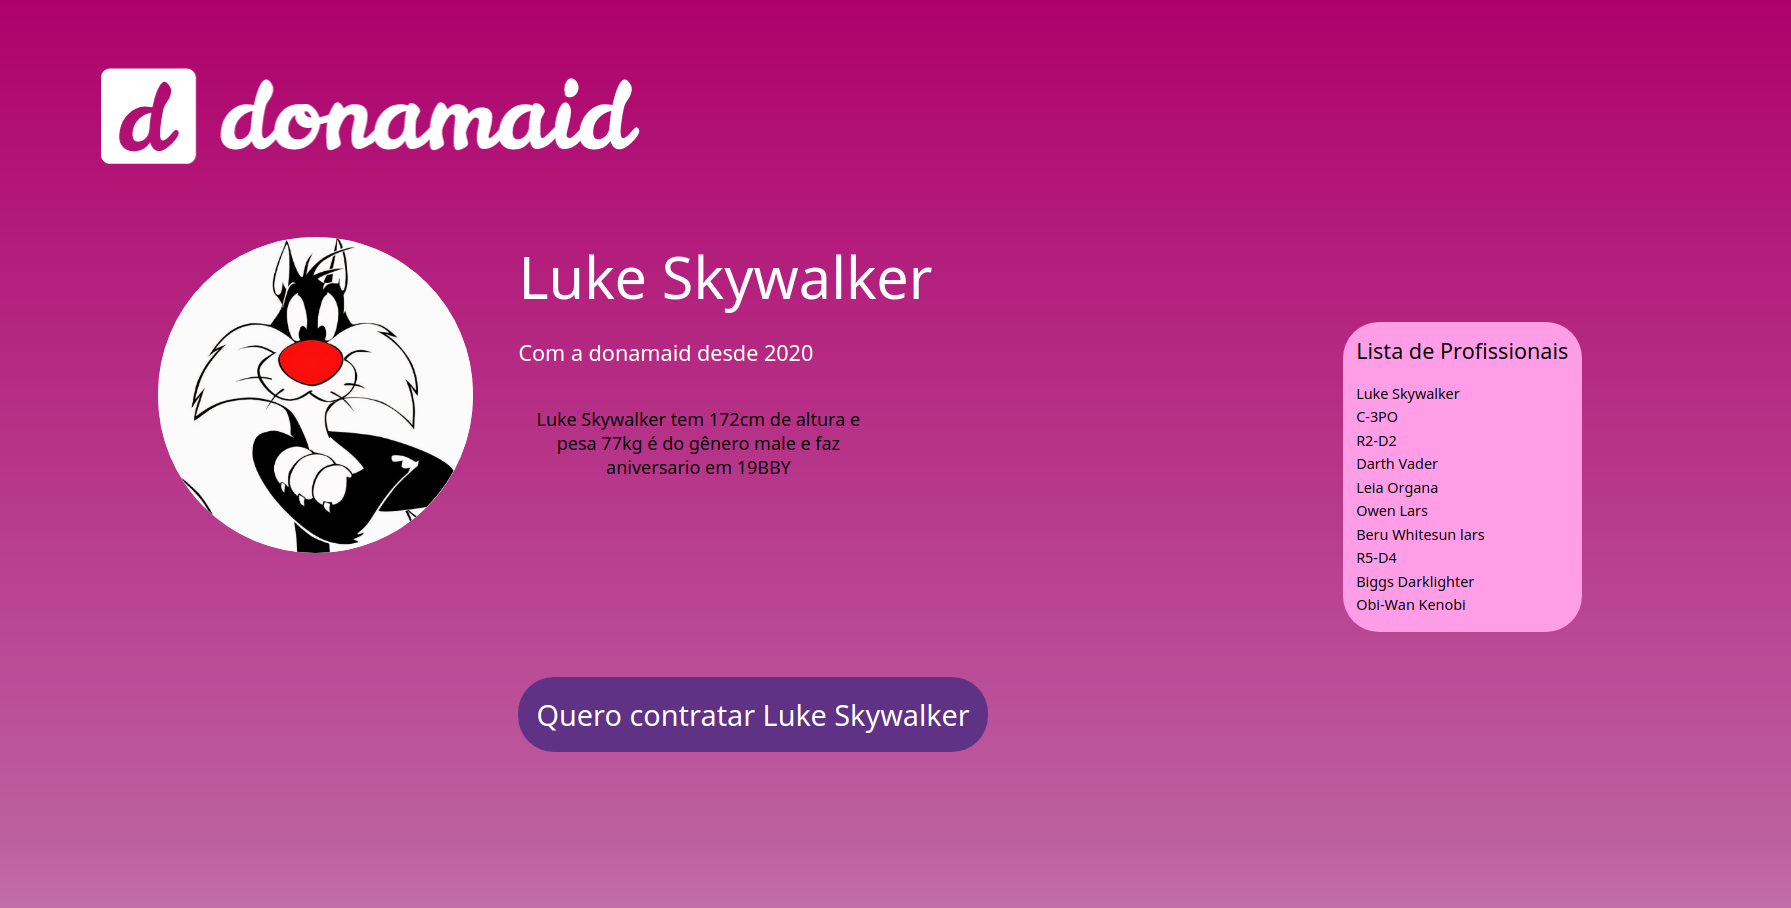 d donamaid
Luke Skywalker
Com a donamaid desde 2020
Luke Skywalker tem 172cm de altura e
pesa 77kg é do gênero male e faz
aniversario em 19BBY
Quero contratar Luke Skywalker
Lista de Profissionais
Luke Skywalker
C-3PO
R2-D2
Darth Vader
Leia Organa
Owen Lars
Beru Whitesun lars
R5-D4
Biggs Darklighter
Obi-Wan Kenobi